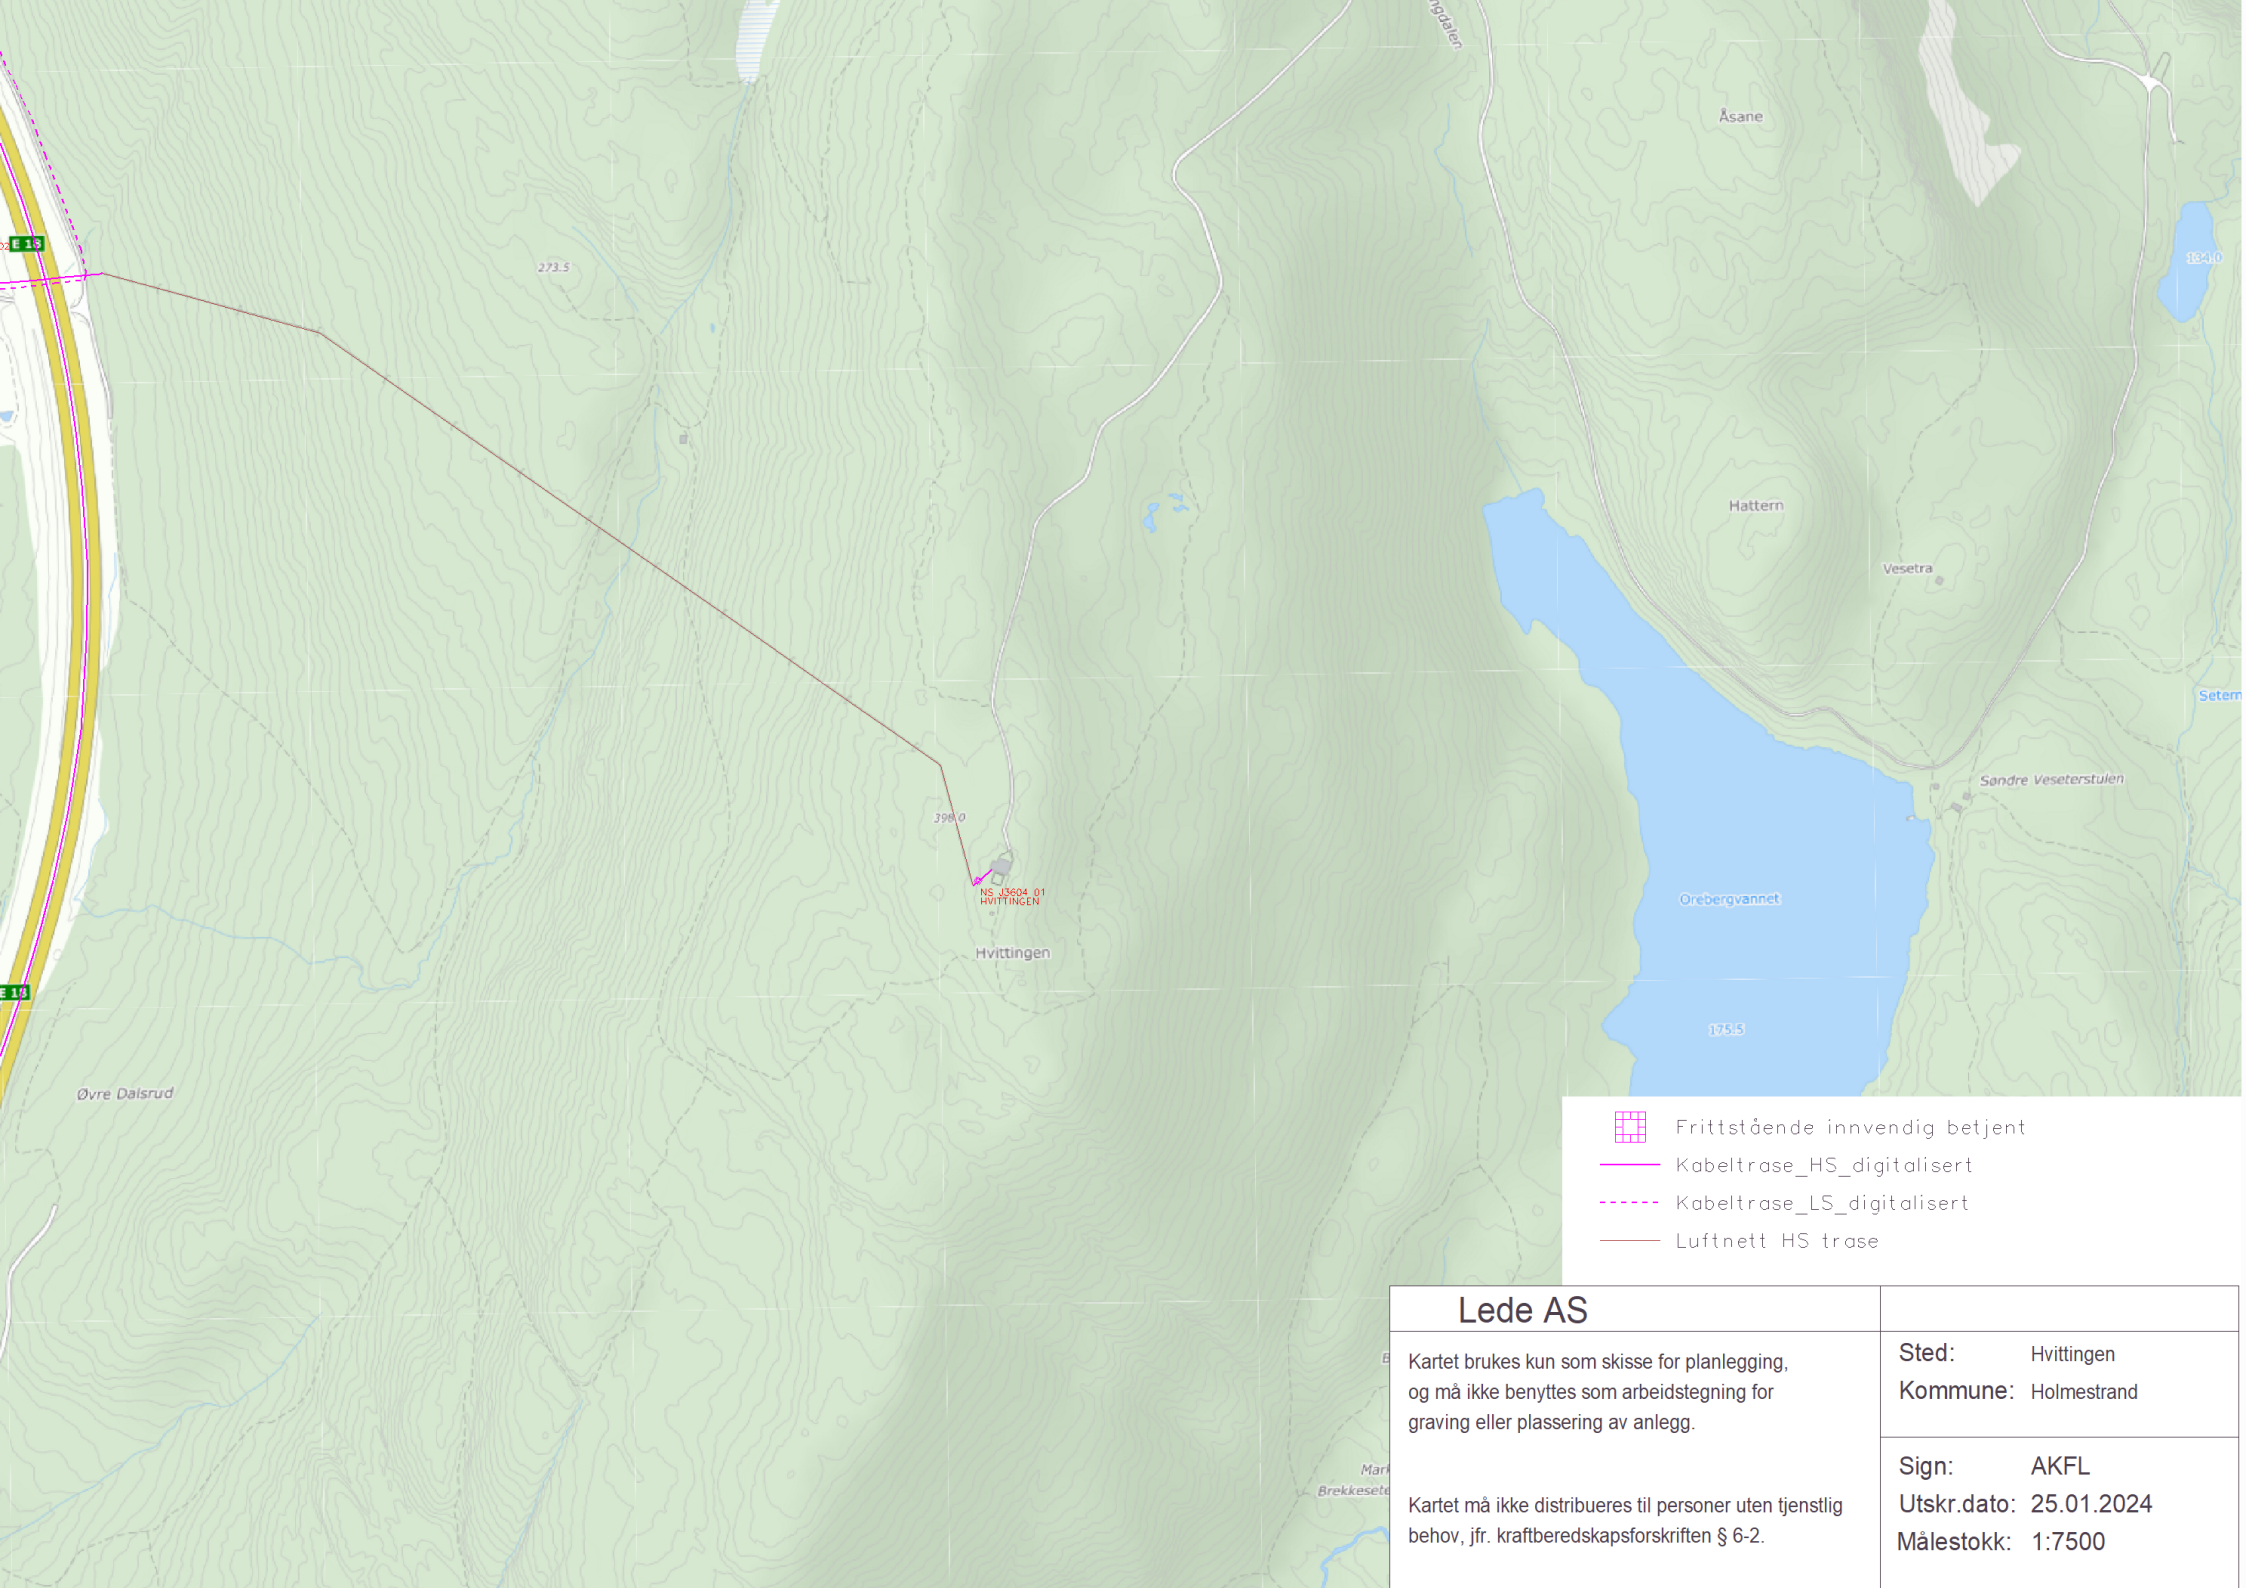 Åsane
E 18
134.0
273.5
Hattern
Vesetra
Søndre Veseterstulen
398.0
NS J3604 01
HVITTINGEN
Orebergvannet
Hvittingen
E 18
175.5
Øvre Dalsrud
Frittstående innvendig betjent
Kabeltrase_HS_digitalisert
Kabeltrase_LS_digitalisert
Luftnett HS trase
Lede AS
Kartet brukes kun som skisse for planlegging,
og må ikke benyttes som arbeidstegning for
graving eller plassering av anlegg.
Kartet må ikke distribueres til personer uten tjenstlig
behov, jfr. kraftberedskapsforskriften § 6-2.
Sted: Hvittingen
Kommune: Holmestrand
Sign: AKFL
Utskr.dato: 25.01.2024
Målestokk: 1:7500